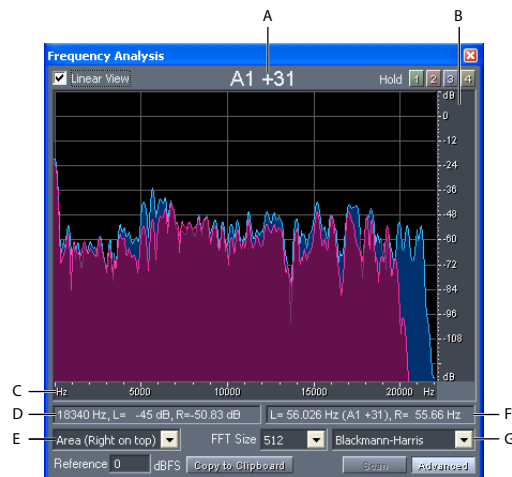 A
B
Frequency Analysis
Linear View
A1 +31
Hold 1 2 3 4
dB
-0
-12
-24
-36
-48
-60
-72
-84
-96
-108
dB
C
Hz 5000 10000 15000 20000 Hz
D
18340 Hz, L= -45 dB, R=-50.83 dB
L= 56.026 Hz (A1 +31), R= 55.66 Hz
F
E
Area (Right on top)
FFT Size 512
Blackmann-Harris
G
Reference 0 dBFS
Copy to Clipboard
Scan
Advanced